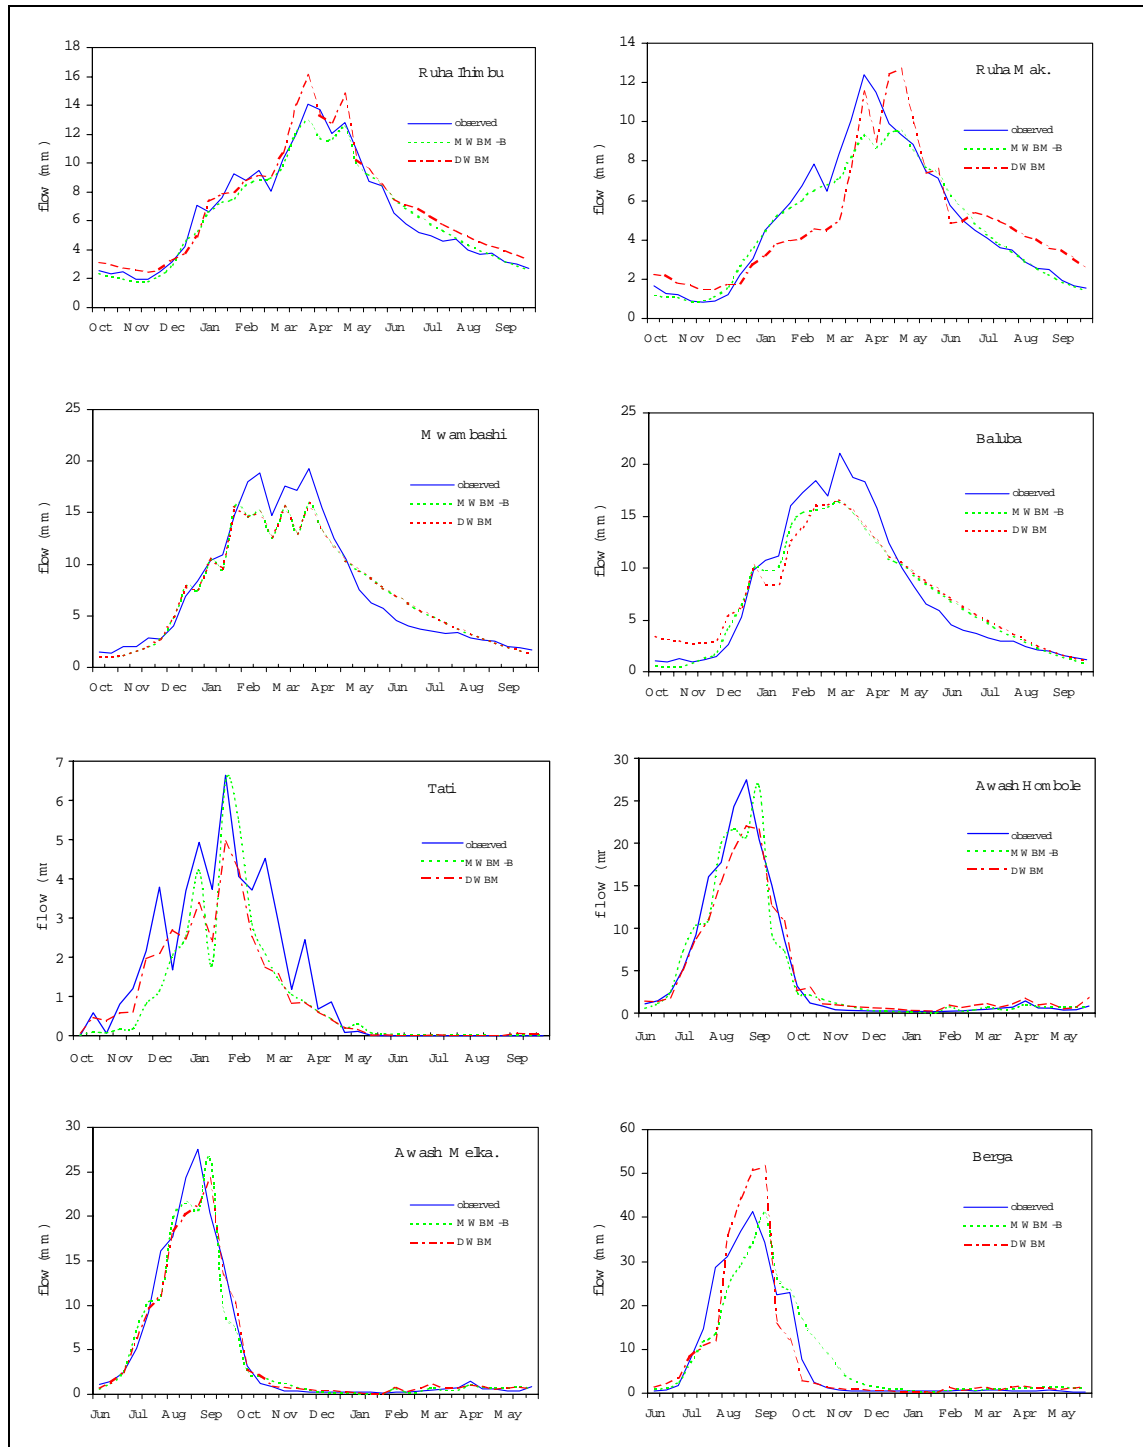 Ruha Ihimbu
18
16
14
12
10
8
6
4
2
0
flow (mm)
observed
MWBM-B
DWBM
Oct Nov Dec Jan Feb Mar Apr May Jun Jul Aug Sep
Ruha Mak.
14
12
10
8
6
4
2
0
flow (mm)
observed
MWBM-B
DWBM
Oct Nov Dec Jan Feb Mar Apr May Jun Jul Aug Sep
Mwambashi
25
20
15
10
5
0
flow (mm)
observed
MWBM-B
DWBM
Oct Nov Dec Jan Feb Mar Apr May Jun Jul Aug Sep
Baluba
25
20
15
10
5
0
flow (mm)
observed
MWBM-B
DWBM
Oct Nov Dec Jan Feb Mar Apr May Jun Jul Aug Sep
Tati
7
6
5
4
3
2
1
0
flow (mm
observed
MWBM-B
DWBM
Oct Nov Dec Jan Feb Mar Apr May Jun Jul Aug Sep
Awash Hombole
30
25
20
15
10
5
0
flow (mm
observed
MWBM-B
DWBM
Jun Jul Aug Sep Oct Nov Dec Jan Feb Mar Apr May
Awash Melka.
30
25
20
15
10
5
0
flow (mm)
observed
MWBM-B
DWBM
Jun Jul Aug Sep Oct Nov Dec Jan Feb Mar Apr May
Berga
60
50
40
30
20
10
0
flow (mm)
observed
MWBM-B
DWBM
Jun Jul Aug Sep Oct Nov Dec Jan Feb Mar Apr May